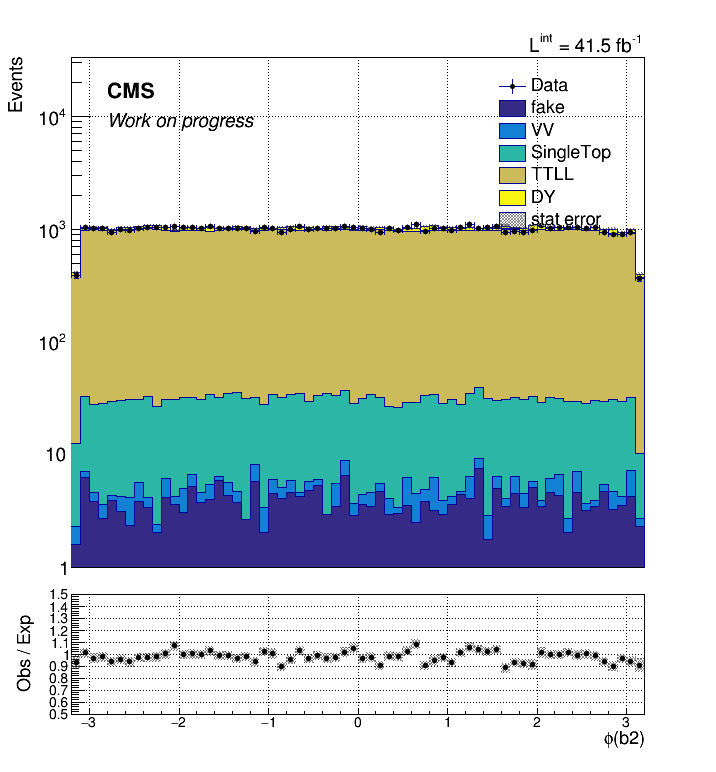 L^int = 41.5 fb^-1
Events
CMS
Work on progress
Data
fake
VV
SingleTop
TTLL
DY
stat error
10^4
10^3
10^2
10
1
Obs / Exp
1.5
1.4
1.3
1.2
1.1
1
0.9
0.8
0.7
0.6
0.5
−3 −2 −1 0 1 2 3
ϕ(b2)